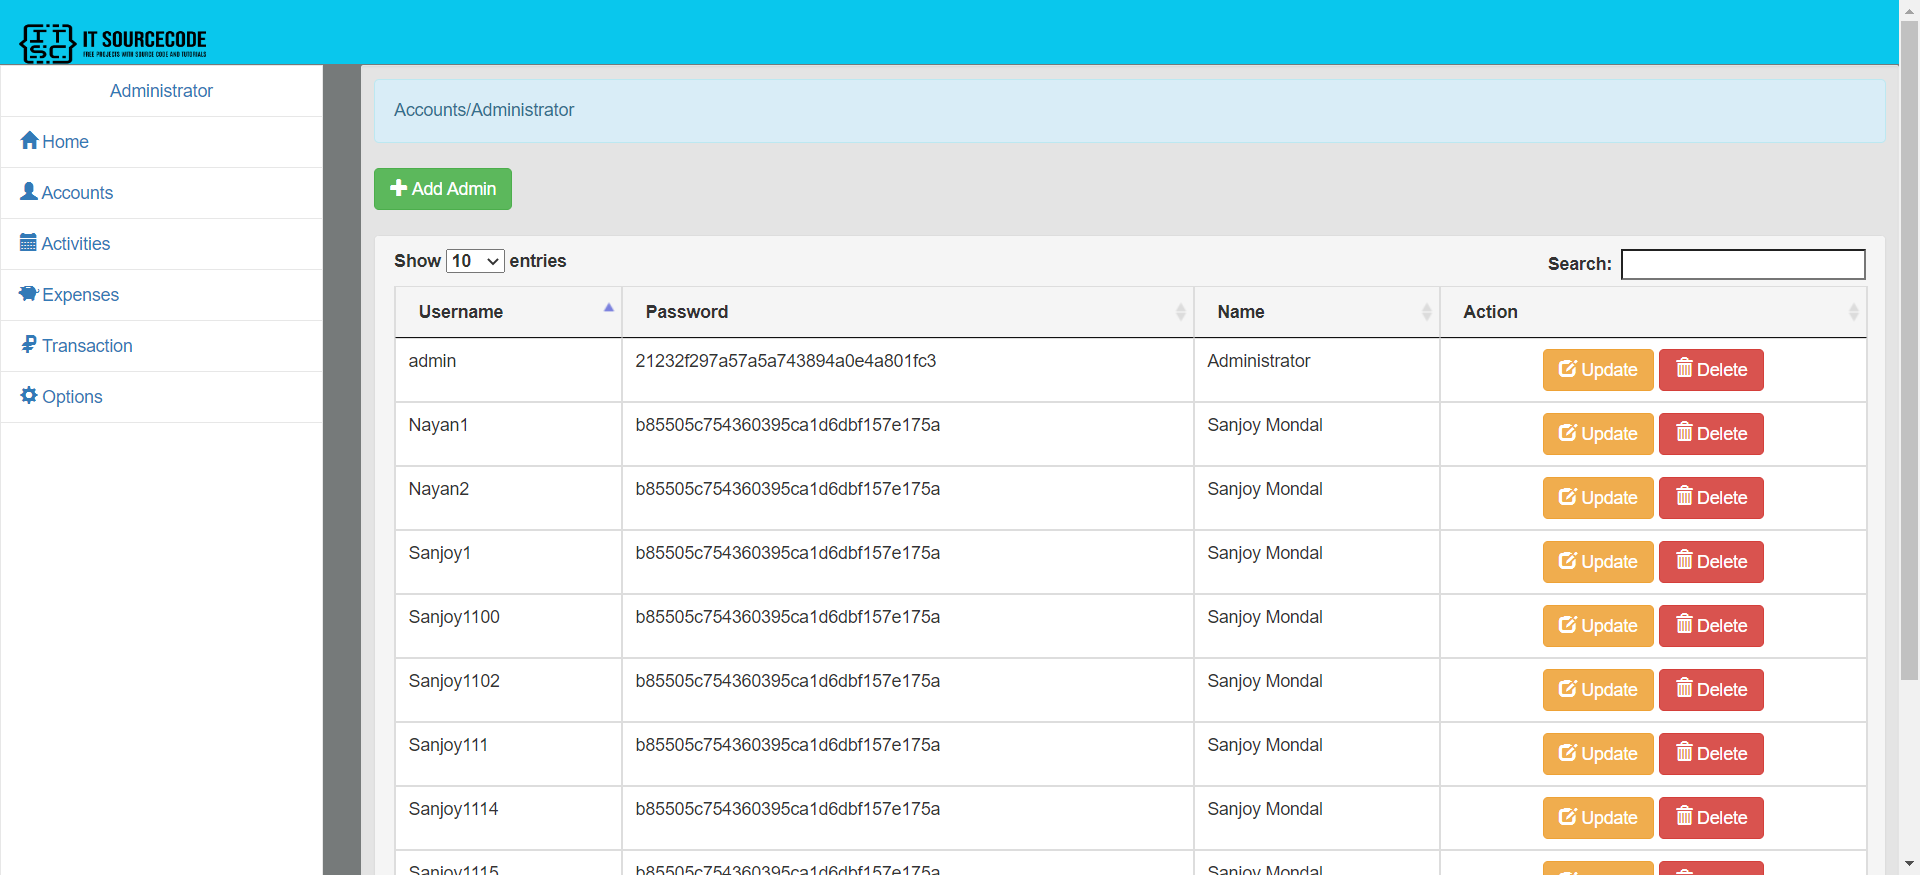 IT
SC
IT SOURCECODE
FREE PROJECTS WITH SOURCE CODE AND TUTORIALS
Administrator
Home
Accounts
Activities
Expenses
Transaction
Options
Accounts/Administrator
Add Admin
Show 10 entries
Search:
Username Password Name Action
admin 21232f297a57a5a743894a0e4a801fc3 Administrator Update Delete
Nayan1 b85505c754360395ca1d6dbf157e175a Sanjoy Mondal Update Delete
Nayan2 b85505c754360395ca1d6dbf157e175a Sanjoy Mondal Update Delete
Sanjoy1 b85505c754360395ca1d6dbf157e175a Sanjoy Mondal Update Delete
Sanjoy1100 b85505c754360395ca1d6dbf157e175a Sanjoy Mondal Update Delete
Sanjoy1102 b85505c754360395ca1d6dbf157e175a Sanjoy Mondal Update Delete
Sanjoy111 b85505c754360395ca1d6dbf157e175a Sanjoy Mondal Update Delete
Sanjoy1114 b85505c754360395ca1d6dbf157e175a Sanjoy Mondal Update Delete
Sanjoy1115 b85505c754360395ca1d6dbf157e175a Sanjoy Mondal